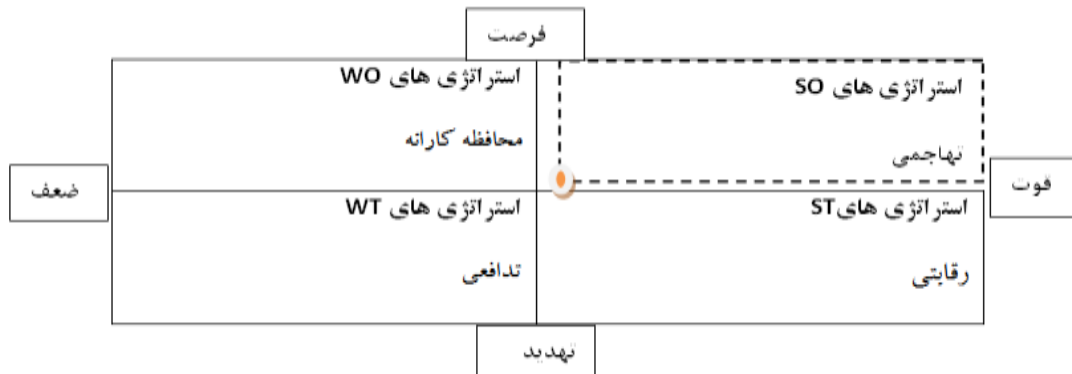 فرصت
استراتژی های SO
تهاجمی
استراتژی های WO
محافظه کارانه
قوت
ضعف
استراتژی هایST
رقابتی
استراتژی های WT
تدافعی
تهدید